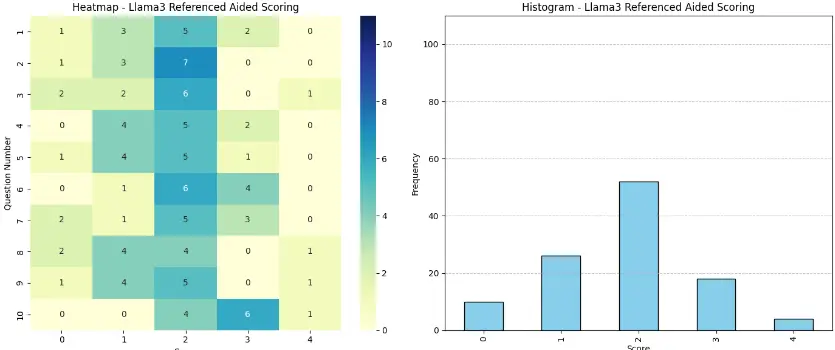 Heatmap - Llama3 Referenced Aided Scoring
Question Number
1 1 3 5 2 0
2 1 3 7 0 0
3 2 2 6 0 1
4 0 4 5 2 0
5 1 4 5 1 0
6 0 1 6 4 0
7 2 1 5 3 0
8 2 4 4 0 1
9 1 4 5 0 1
10 0 0 4 6 1
0 1 2 3 4
10
8
6
4
2
0
Histogram - Llama3 Referenced Aided Scoring
Frequency
100
80
60
40
20
0
0 1 2 3 4
Score